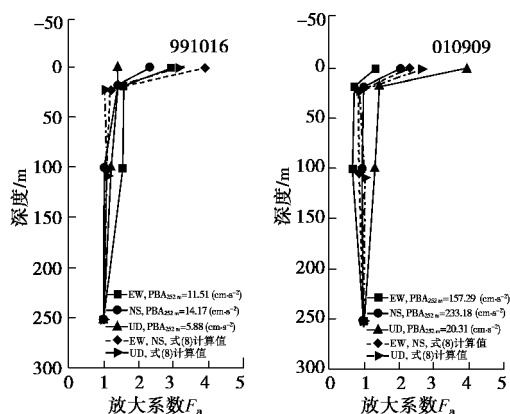 991016
−50
0
50
100
150
200
250
300
深度/m
EW, PBA252 m=11.51 (cm·s⁻²)
NS, PBA252 m=14.17 (cm·s⁻²)
UD, PBA252 m=5.88 (cm·s⁻²)
EW, NS, 式(8)计算值
UD, 式(8)计算值
0 1 2 3 4 5
放大系数Fa
010909
−50
0
50
100
150
200
250
300
深度/m
EW, PBA252 m=157.29 (cm·s⁻²)
NS, PBA252 m=233.18 (cm·s⁻²)
UD, PBA252 m=20.31 (cm·s⁻²)
EW, NS, 式(8)计算值
UD, 式(8)计算值
0 1 2 3 4 5
放大系数Fa